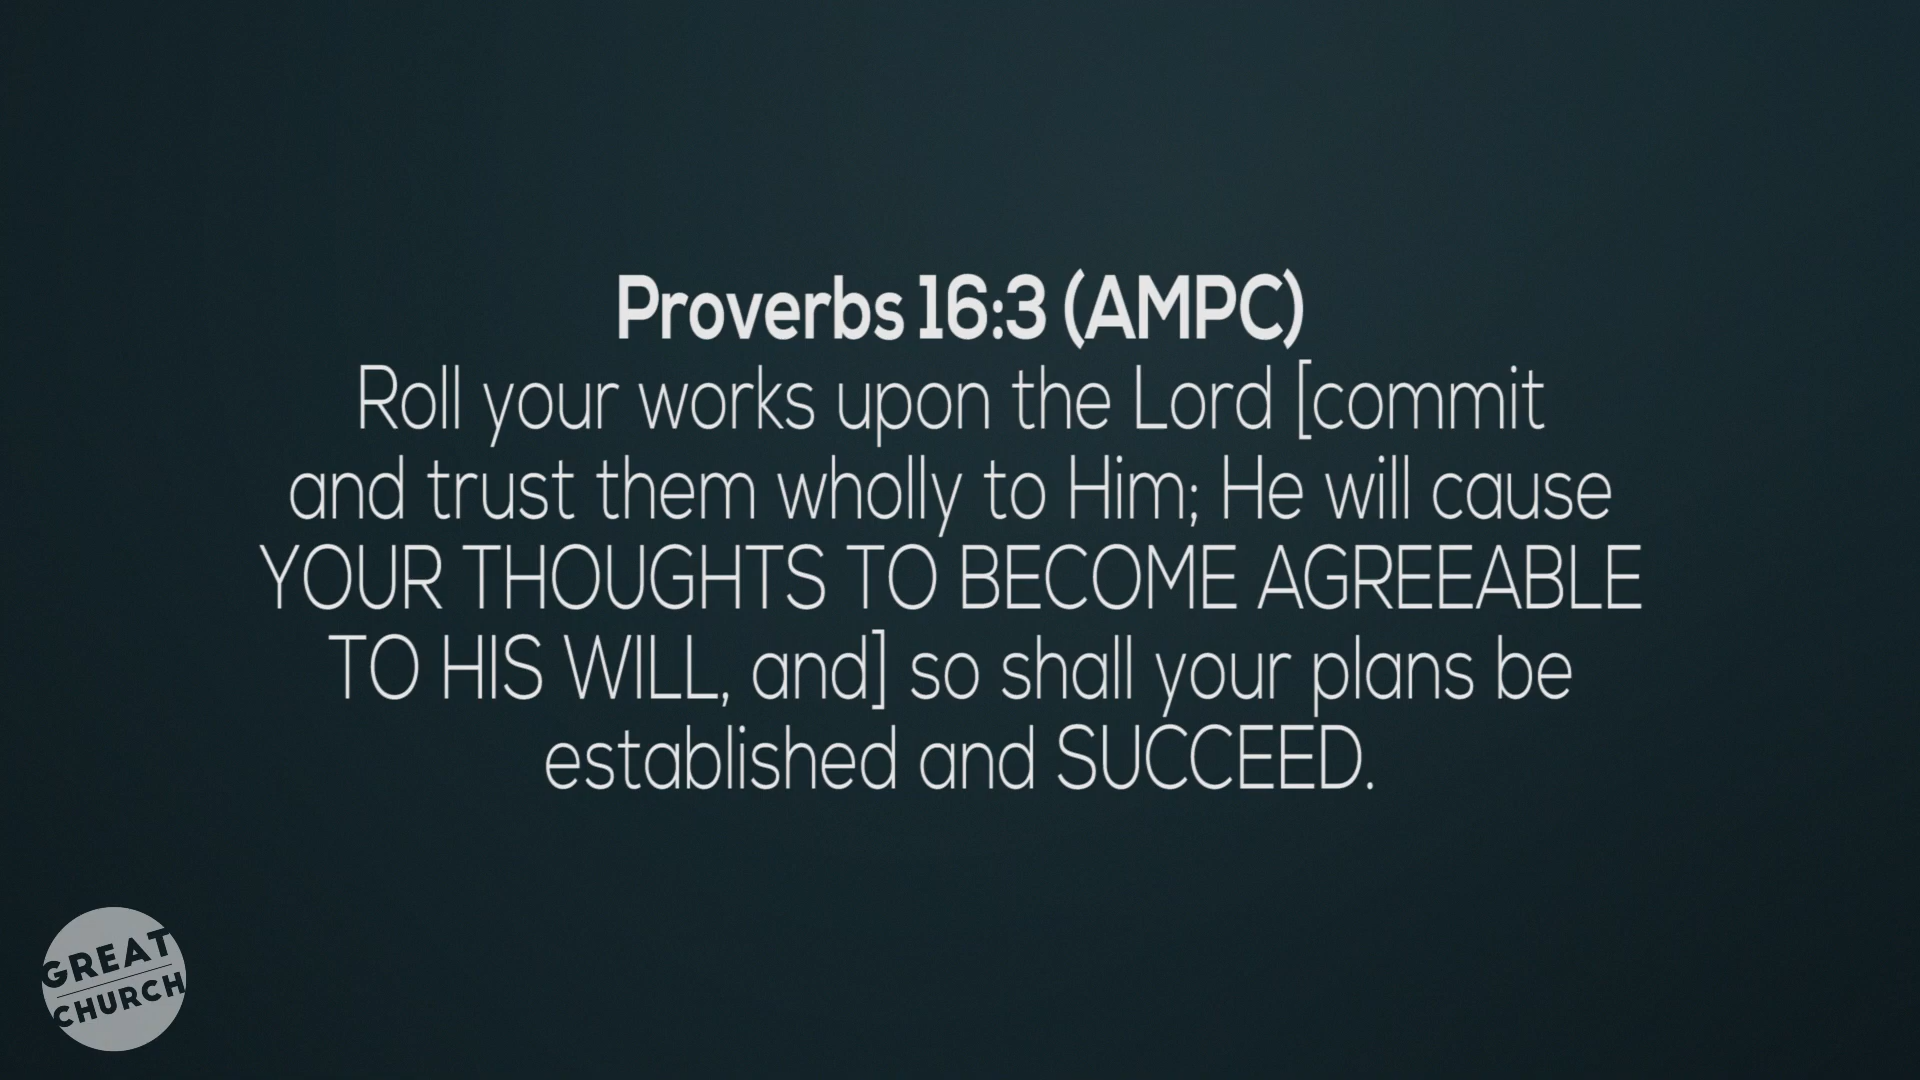 Proverbs 16:3 (AMPC)
Roll your works upon the Lord [commit
and trust them wholly to Him; He will cause
YOUR THOUGHTS TO BECOME AGREEABLE
TO HIS WILL, and] so shall your plans be
established and SUCCEED.
GREAT
CHURCH